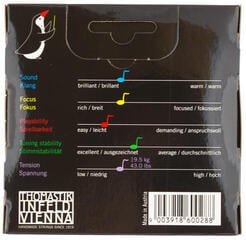 Sound
Klang
brilliant / brillant
warm / warm
Focus
Fokus
rich / breit
focused / fokussiert
Playability
Spielbarkeit
easy / leicht
demanding / anspruchsvoll
Tuning stability
Stimmstabilität
excellent / ausgezeichnet
average / durchschnittlich
Tension
Spannung
19.5 kg
43.0 lbs
low / niedrig
high / hoch
THOMASTIK
INFELD
VIENNA
FINEST STRINGS SINCE 1919
Made in Austria
9 003918 600288